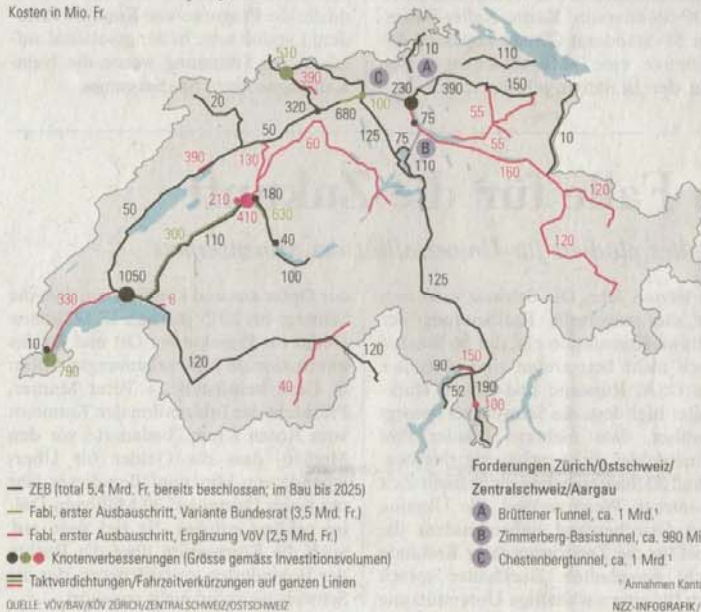 Kosten in Mio. Fr.
510
10
110
390
C
A
20
230
390
150
320
100
680
75
55
50
125
75
55
10
390
130
60
B
110
160
210
180
120
50
410
630
300
110
40
120
100
1050
125
330
8
10
120
120
150
790
90
40
52
190
100
ZEB (total 5,4 Mrd. Fr. bereits beschlossen; im Bau bis 2025)
Fabi, erster Ausbauschritt, Variante Bundesrat (3,5 Mrd. Fr.)
Fabi, erster Ausbauschritt, Ergänzung VöV (2,5 Mrd. Fr.)
Knotenverbesserungen (Grösse gemäss Investitionsvolumen)
Taktverdichtungen/Fahrzeitverkürzungen auf ganzen Linien
Forderungen Zürich/Ostschweiz/
Zentralschweiz/Aargau
A Brüttener Tunnel, ca. 1 Mrd.¹
B Zimmerberg-Basistunnel, ca. 980 Mi
C Chestenbergtunnel, ca. 1 Mrd.¹
¹ Annahmen Kant
QUELLE: VÖV/BAV/KÖV ZÜRICH/ZENTRALSCHWEIZ/OSTSCHWEIZ
NZZ-INFOGRAFIK/